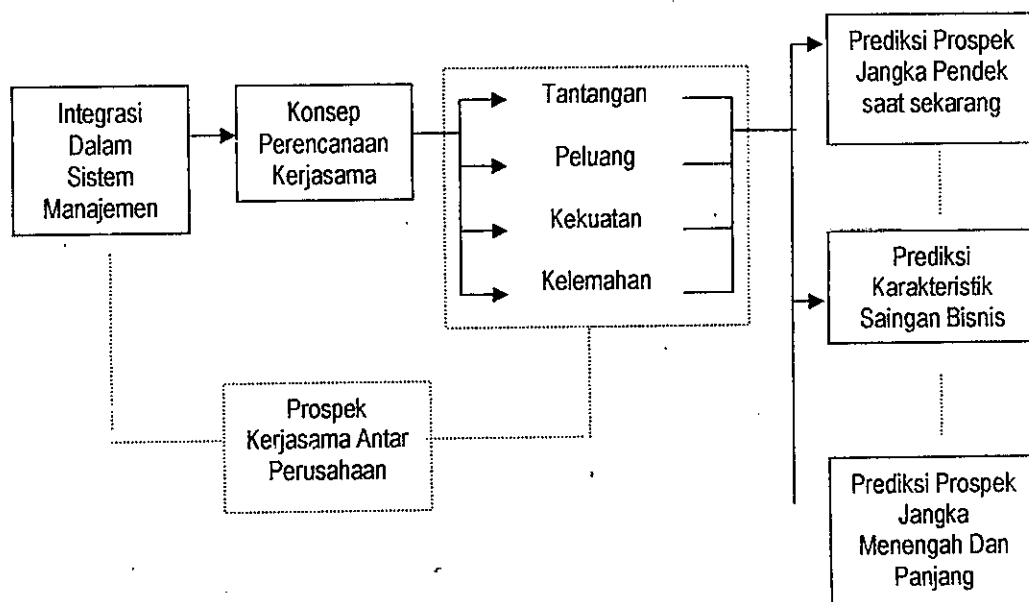 Integrasi
Dalam
Sistem
Manajemen
Konsep
Perencanaan
Kerjasama
Tantangan
Peluang
Kekuatan
Kelemahan
Prospek
Kerjasama Antar
Perusahaan
Prediksi Prospek
Jangka Pendek
saat sekarang
Prediksi
Karakteristik
Saingan Bisnis
Prediksi Prospek
Jangka
Menengah Dan
Panjang